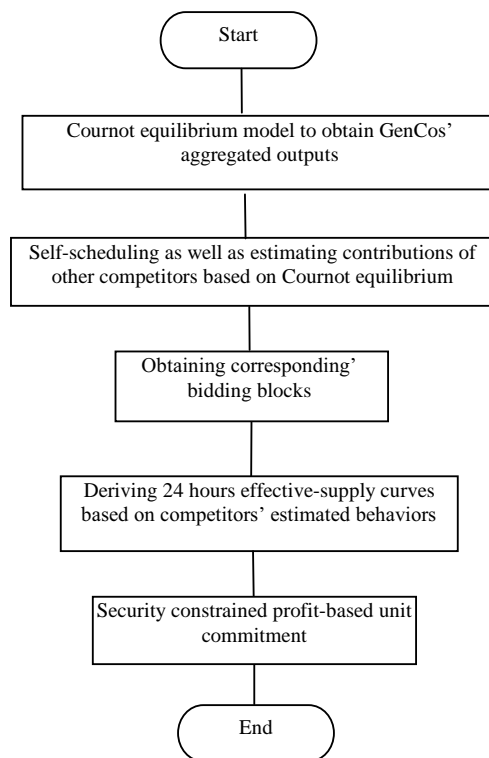 Start
Cournot equilibrium model to obtain GenCos’
aggregated outputs
Self-scheduling as well as estimating contributions of
other competitors based on Cournot equilibrium
Obtaining corresponding’
bidding blocks
Deriving 24 hours effective-supply curves
based on competitors’ estimated behaviors
Security constrained profit-based unit
commitment
End